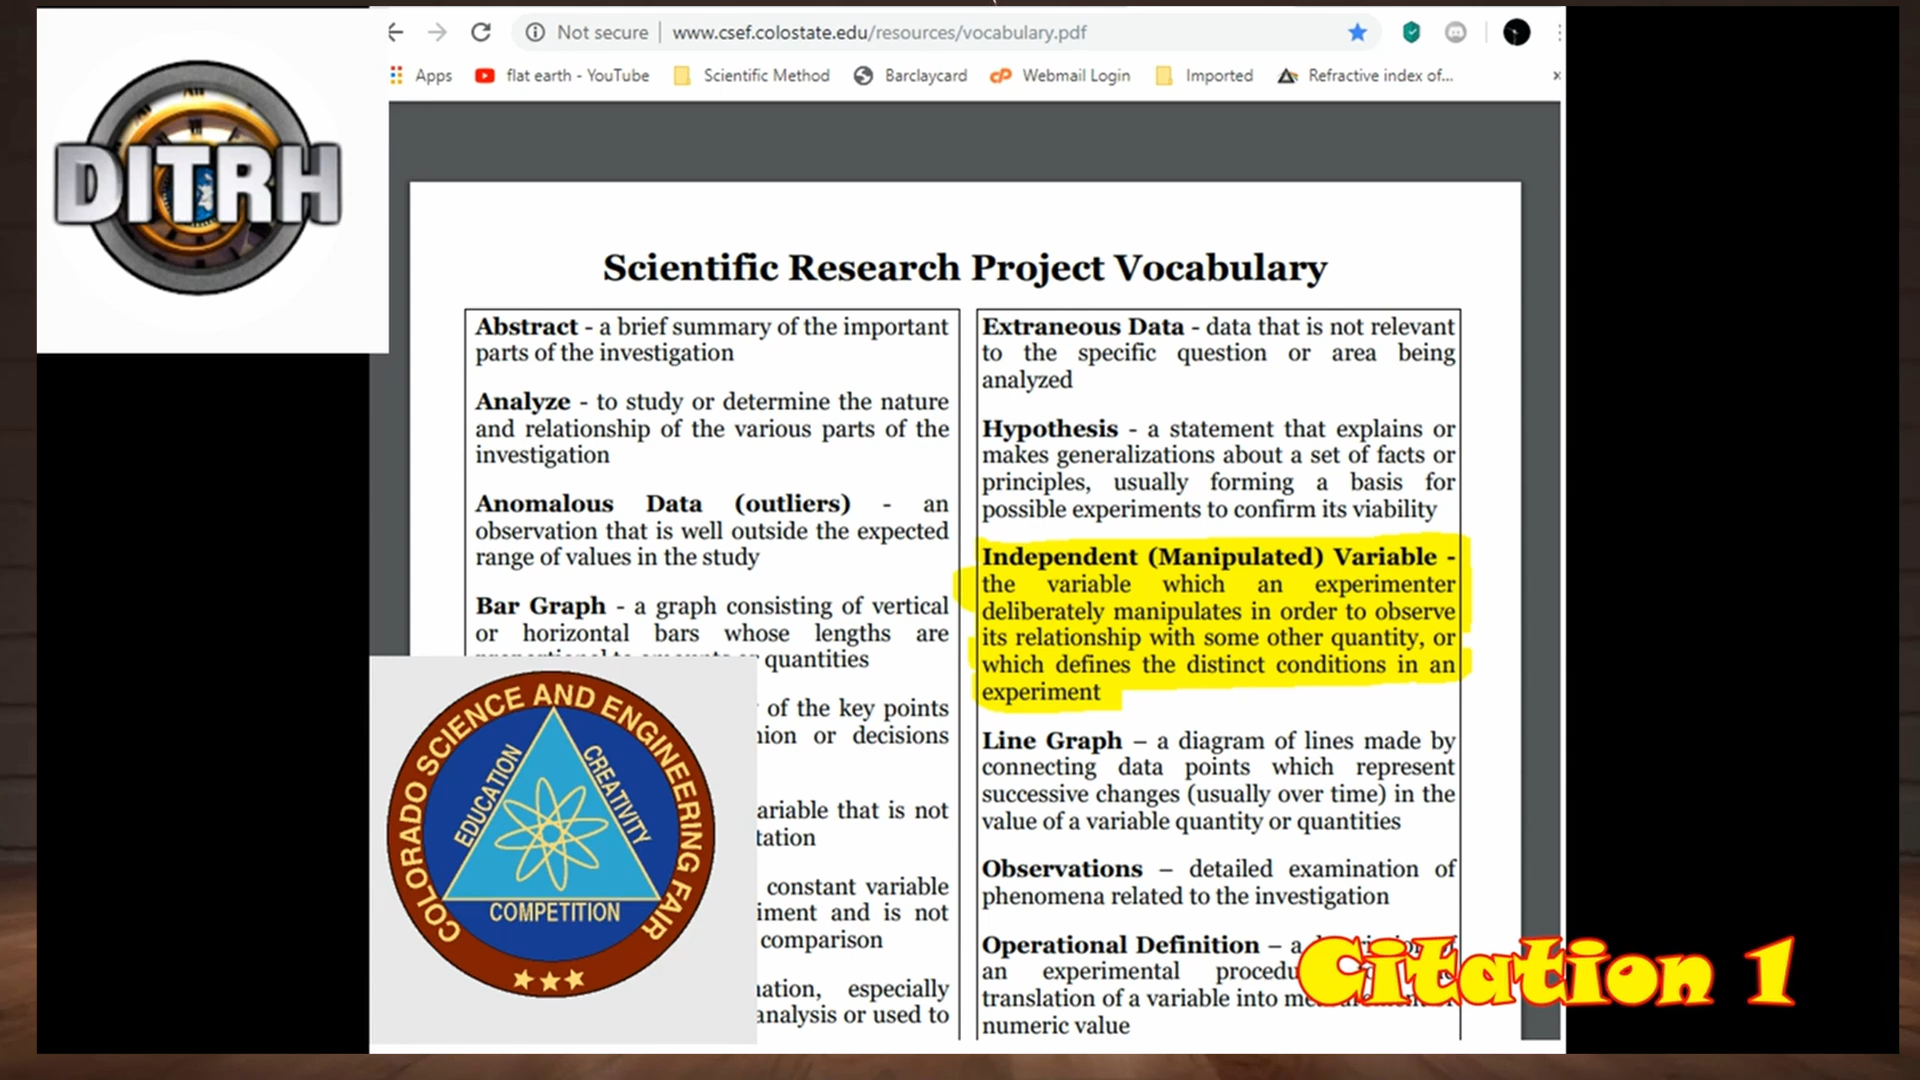 DITRH
Not secure
www.csef.colostate.edu/resources/vocabulary.pdf
Apps
flat earth - YouTube
Scientific Method
Barclaycard
Webmail Login
Imported
Refractive index of...
Scientific Research Project Vocabulary
Abstract - a brief summary of the important
parts of the investigation
Analyze - to study or determine the nature
and relationship of the various parts of the
investigation
Anomalous Data (outliers) - an
observation that is well outside the expected
range of values in the study
Bar Graph - a graph consisting of vertical
or horizontal bars whose lengths are
quantities
of the key points
or decisions
that is not
constant variable
and is not
comparison
especially
analysis or used to
Extraneous Data - data that is not relevant
to the specific question or area being
analyzed
Hypothesis - a statement that explains or
makes generalizations about a set of facts or
principles, usually forming a basis for
possible experiments to confirm its viability
Independent (Manipulated) Variable -
the variable which an experimenter
deliberately manipulates in order to observe
its relationship with some other quantity, or
which defines the distinct conditions in an
experiment
Line Graph – a diagram of lines made by
connecting data points which represent
successive changes (usually over time) in the
value of a variable quantity or quantities
Observations – detailed examination of
phenomena related to the investigation
Operational Definition – a
an experimental
translation of a variable into
numeric value
COLORADO SCIENCE AND ENGINEERING FAIR
EDUCATION
CREATIVITY
COMPETITION
Citation 1